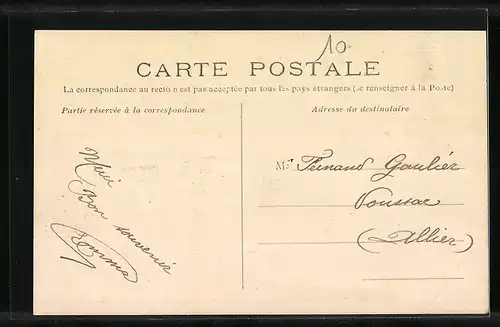 10
CARTE POSTALE
La correspondance au recto n'est pas acceptée par tous les pays étrangers (se renseigner à la Poste)
Partie réservée à la correspondance
Adresse du destinataire
Merci
Bon souvenir
Mr Fernand Gaulier
Voussac
(Allier)